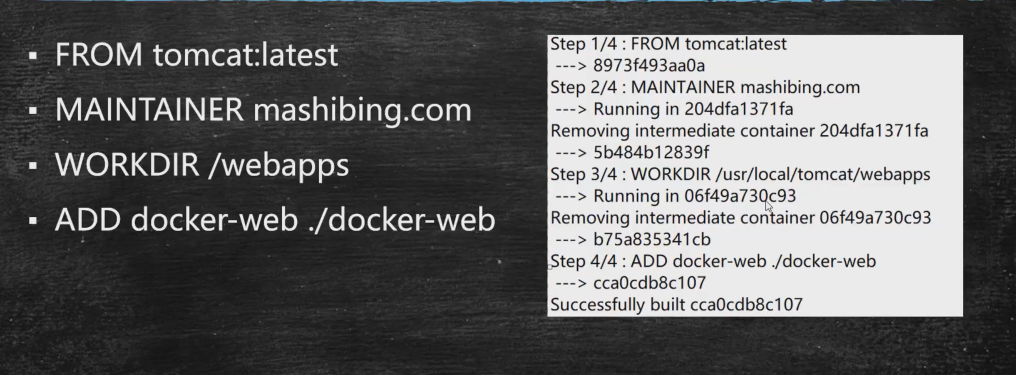 ▪ FROM tomcat:latest
▪ MAINTAINER mashibing.com
▪ WORKDIR /webapps
▪ ADD docker-web ./docker-web
Step 1/4 : FROM tomcat:latest
---> 8973f493aa0a
Step 2/4 : MAINTAINER mashibing.com
---> Running in 204dfa1371fa
Removing intermediate container 204dfa1371fa
---> 5b484b12839f
Step 3/4 : WORKDIR /usr/local/tomcat/webapps
---> Running in 06f49a730c93
Removing intermediate container 06f49a730c93
---> b75a835341cb
Step 4/4 : ADD docker-web ./docker-web
---> cca0cdb8c107
Successfully built cca0cdb8c107